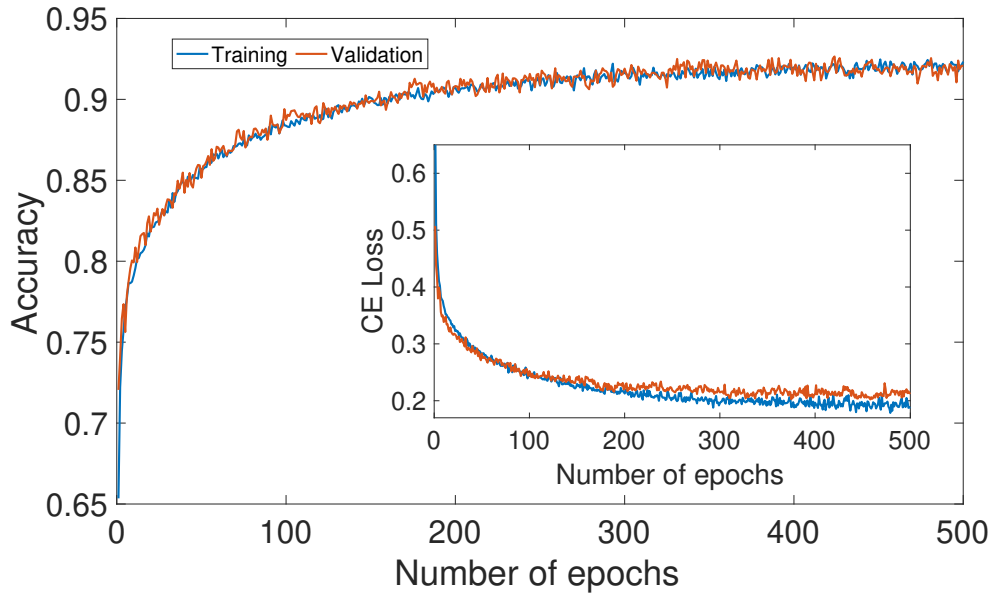 0.95
Training Validation
0.9
0.85
0.8
0.75
0.7
0.65
Accuracy
0 100 200 300 400 500
Number of epochs
0.6
0.5
0.4
0.3
0.2
CE Loss
0 100 200 300 400 500
Number of epochs